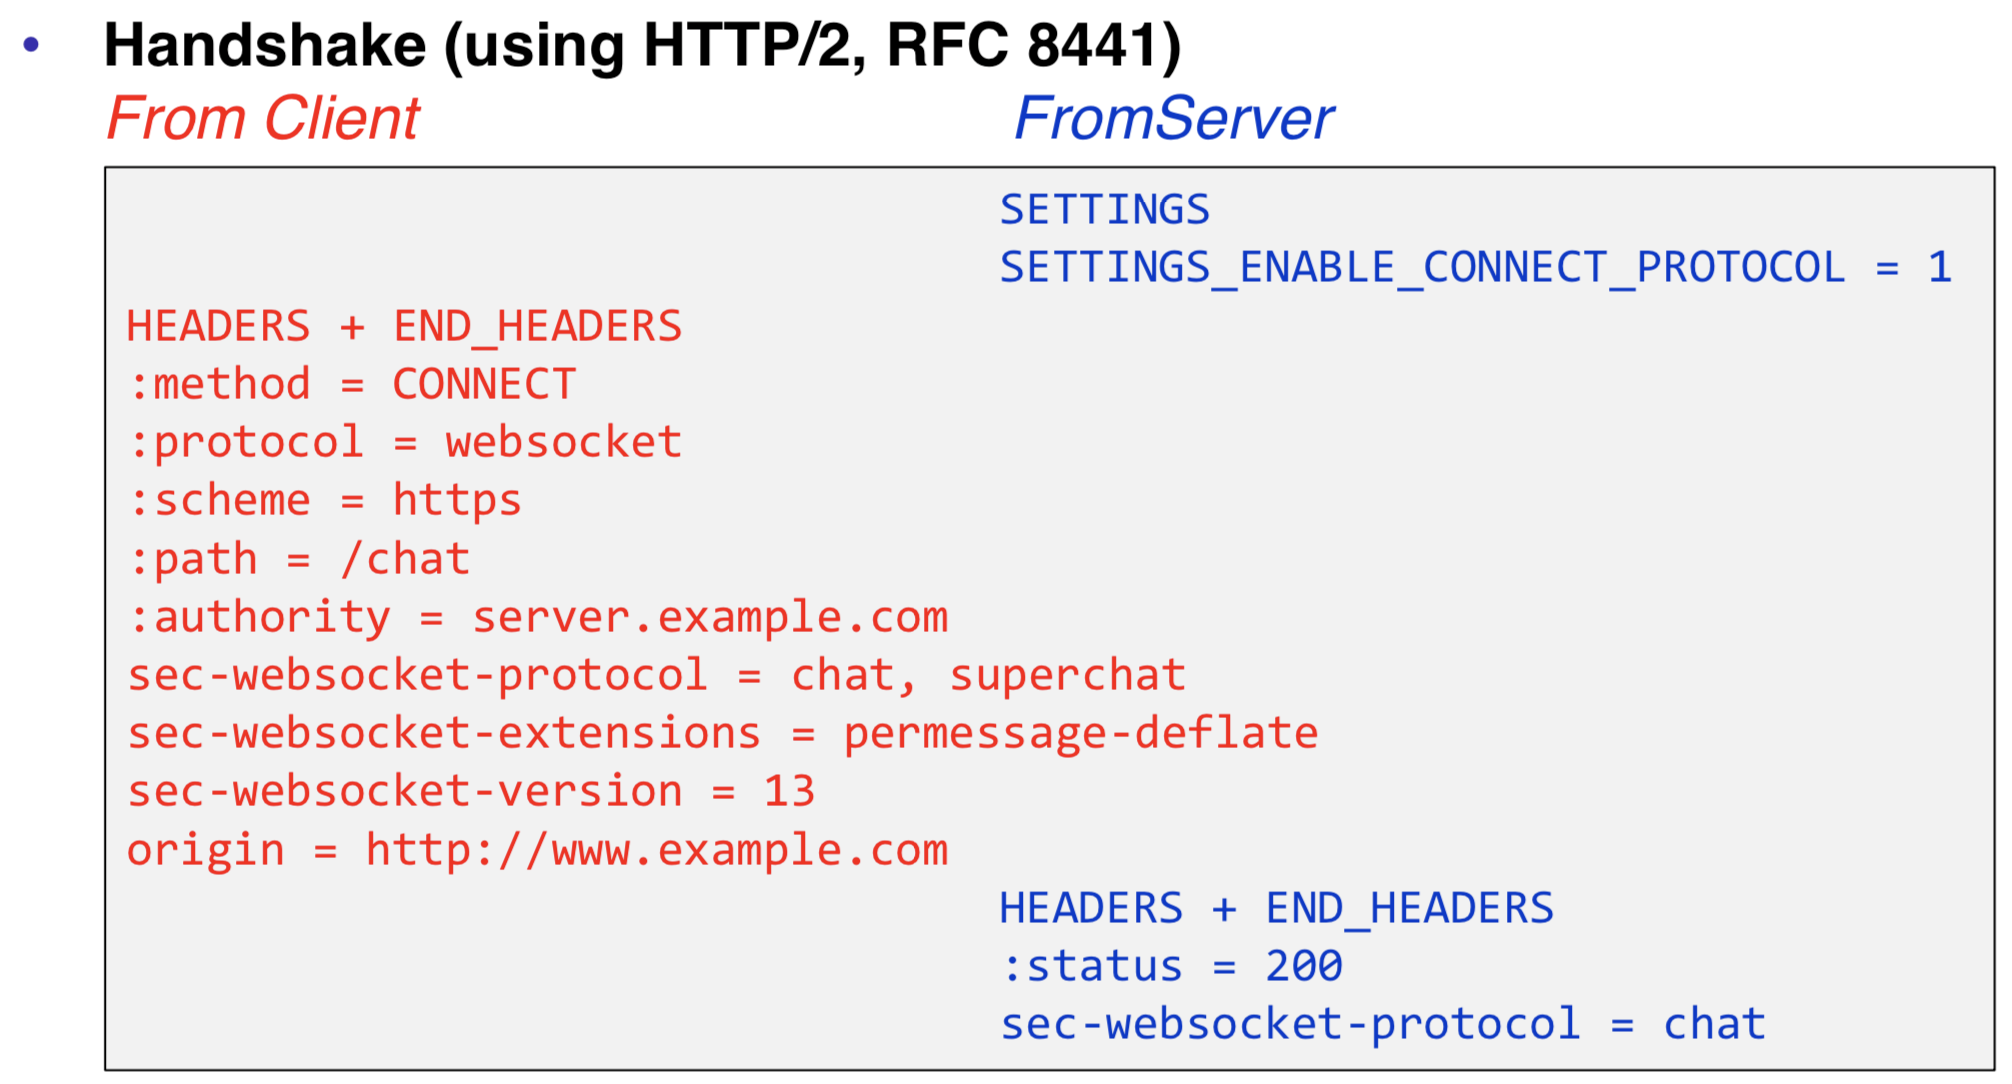 • Handshake (using HTTP/2, RFC 8441)
From Client FromServer
SETTINGS
SETTINGS_ENABLE_CONNECT_PROTOCOL = 1
HEADERS + END_HEADERS
:method = CONNECT
:protocol = websocket
:scheme = https
:path = /chat
:authority = server.example.com
sec-websocket-protocol = chat, superchat
sec-websocket-extensions = permessage-deflate
sec-websocket-version = 13
origin = http://www.example.com
HEADERS + END_HEADERS
:status = 200
sec-websocket-protocol = chat